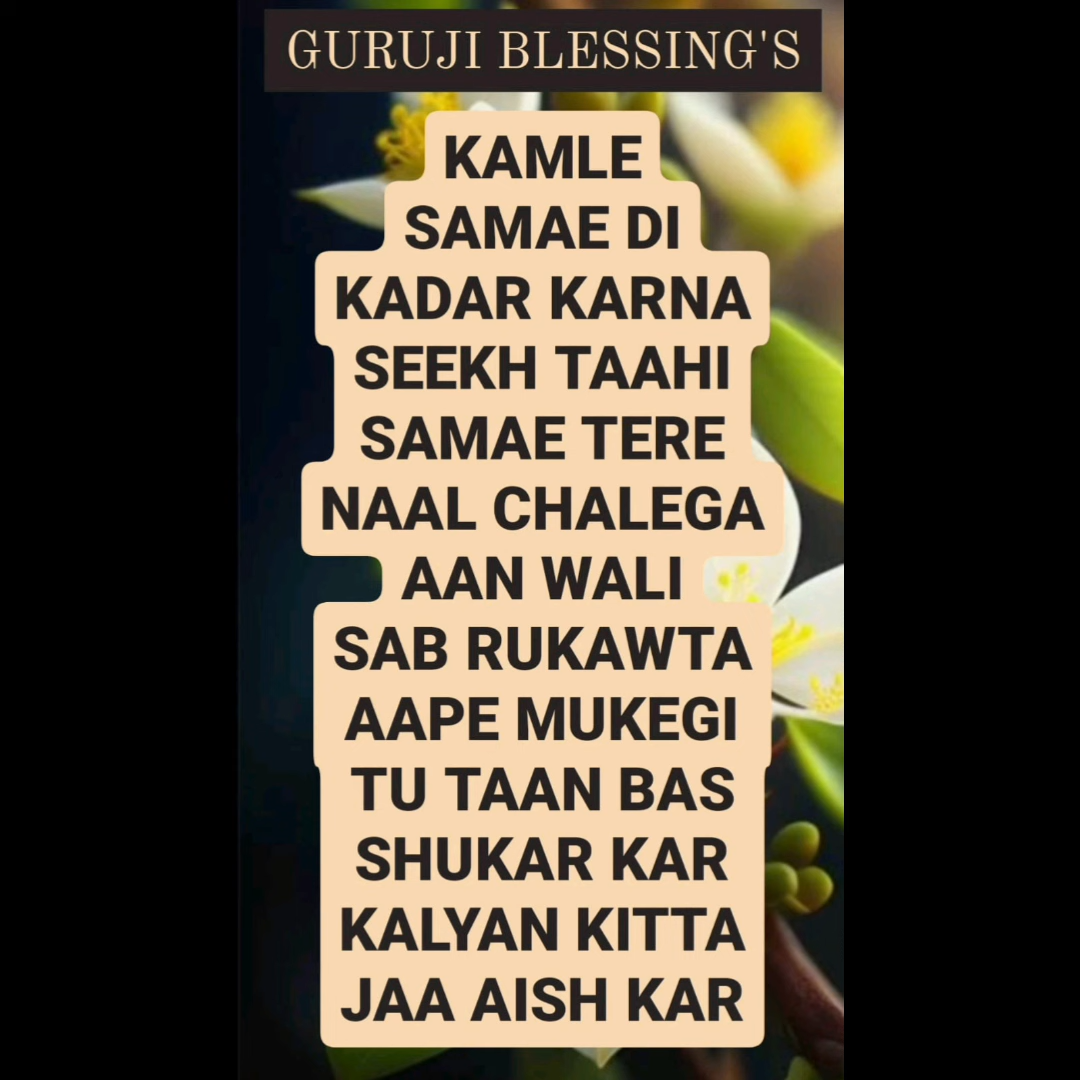 GURUJI BLESSING'S
KAMLE
SAMAE DI
KADAR KARNA
SEEKH TAAHI
SAMAE TERE
NAAL CHALEGA
AAN WALI
SAB RUKAWTA
AAPE MUKEGI
TU TAAN BAS
SHUKAR KAR
KALYAN KITTA
JAA AISH KAR